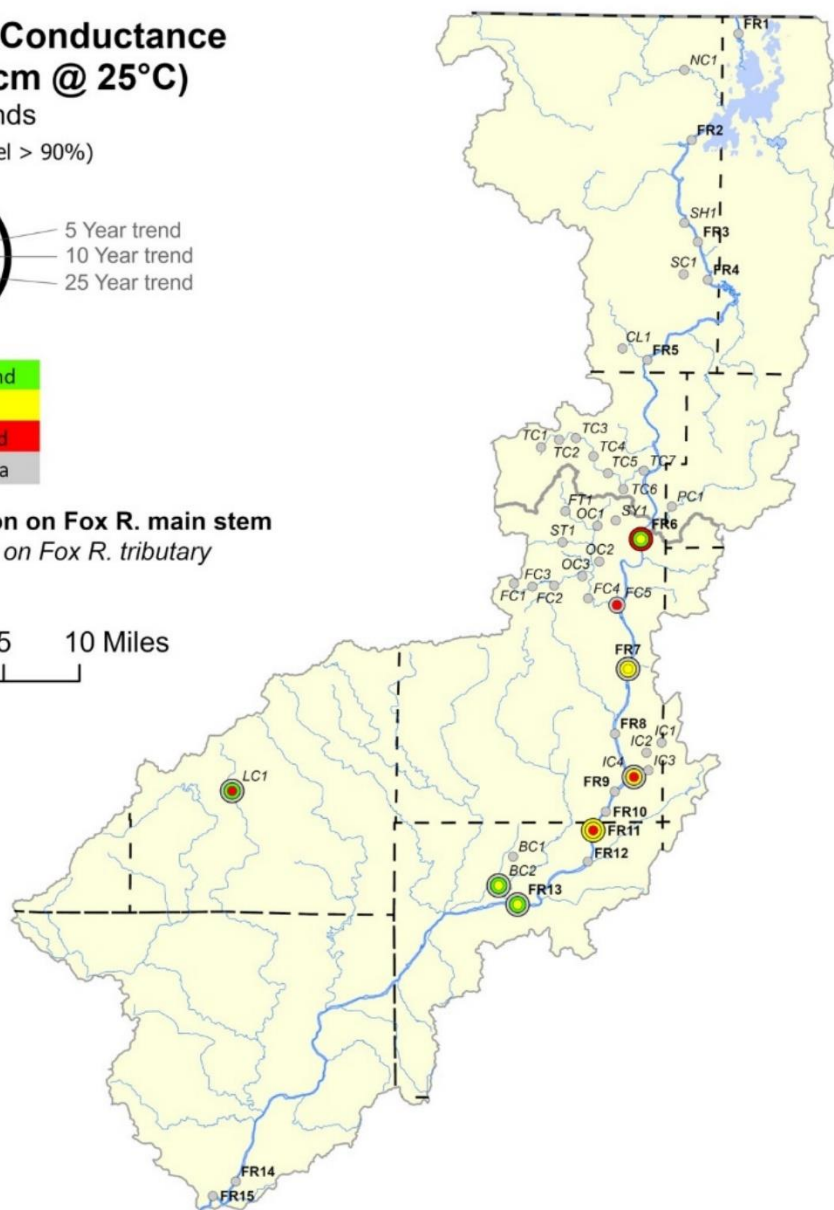 Conductance
cm @ 25°C)
nds
el > 90%)
5 Year trend
10 Year trend
25 Year trend
nd
d
a
on on Fox R. main stem
on Fox R. tributary
5 10 Miles
FR1
NC1
FR2
SH1
FR3
SC1
FR4
CL1
FR5
TC3
TC1
TC2
TC4
TC5
TC7
TC6
PC1
FT1
OC1
SY1
FR6
ST1
OC2
OC3
FC3
FC1
FC2
FC4
FC5
FR7
FR8
IC1
IC2
IC4
IC3
LC1
FR9
FR10
FR11
BC1
FR12
BC2
FR13
FR14
FR15